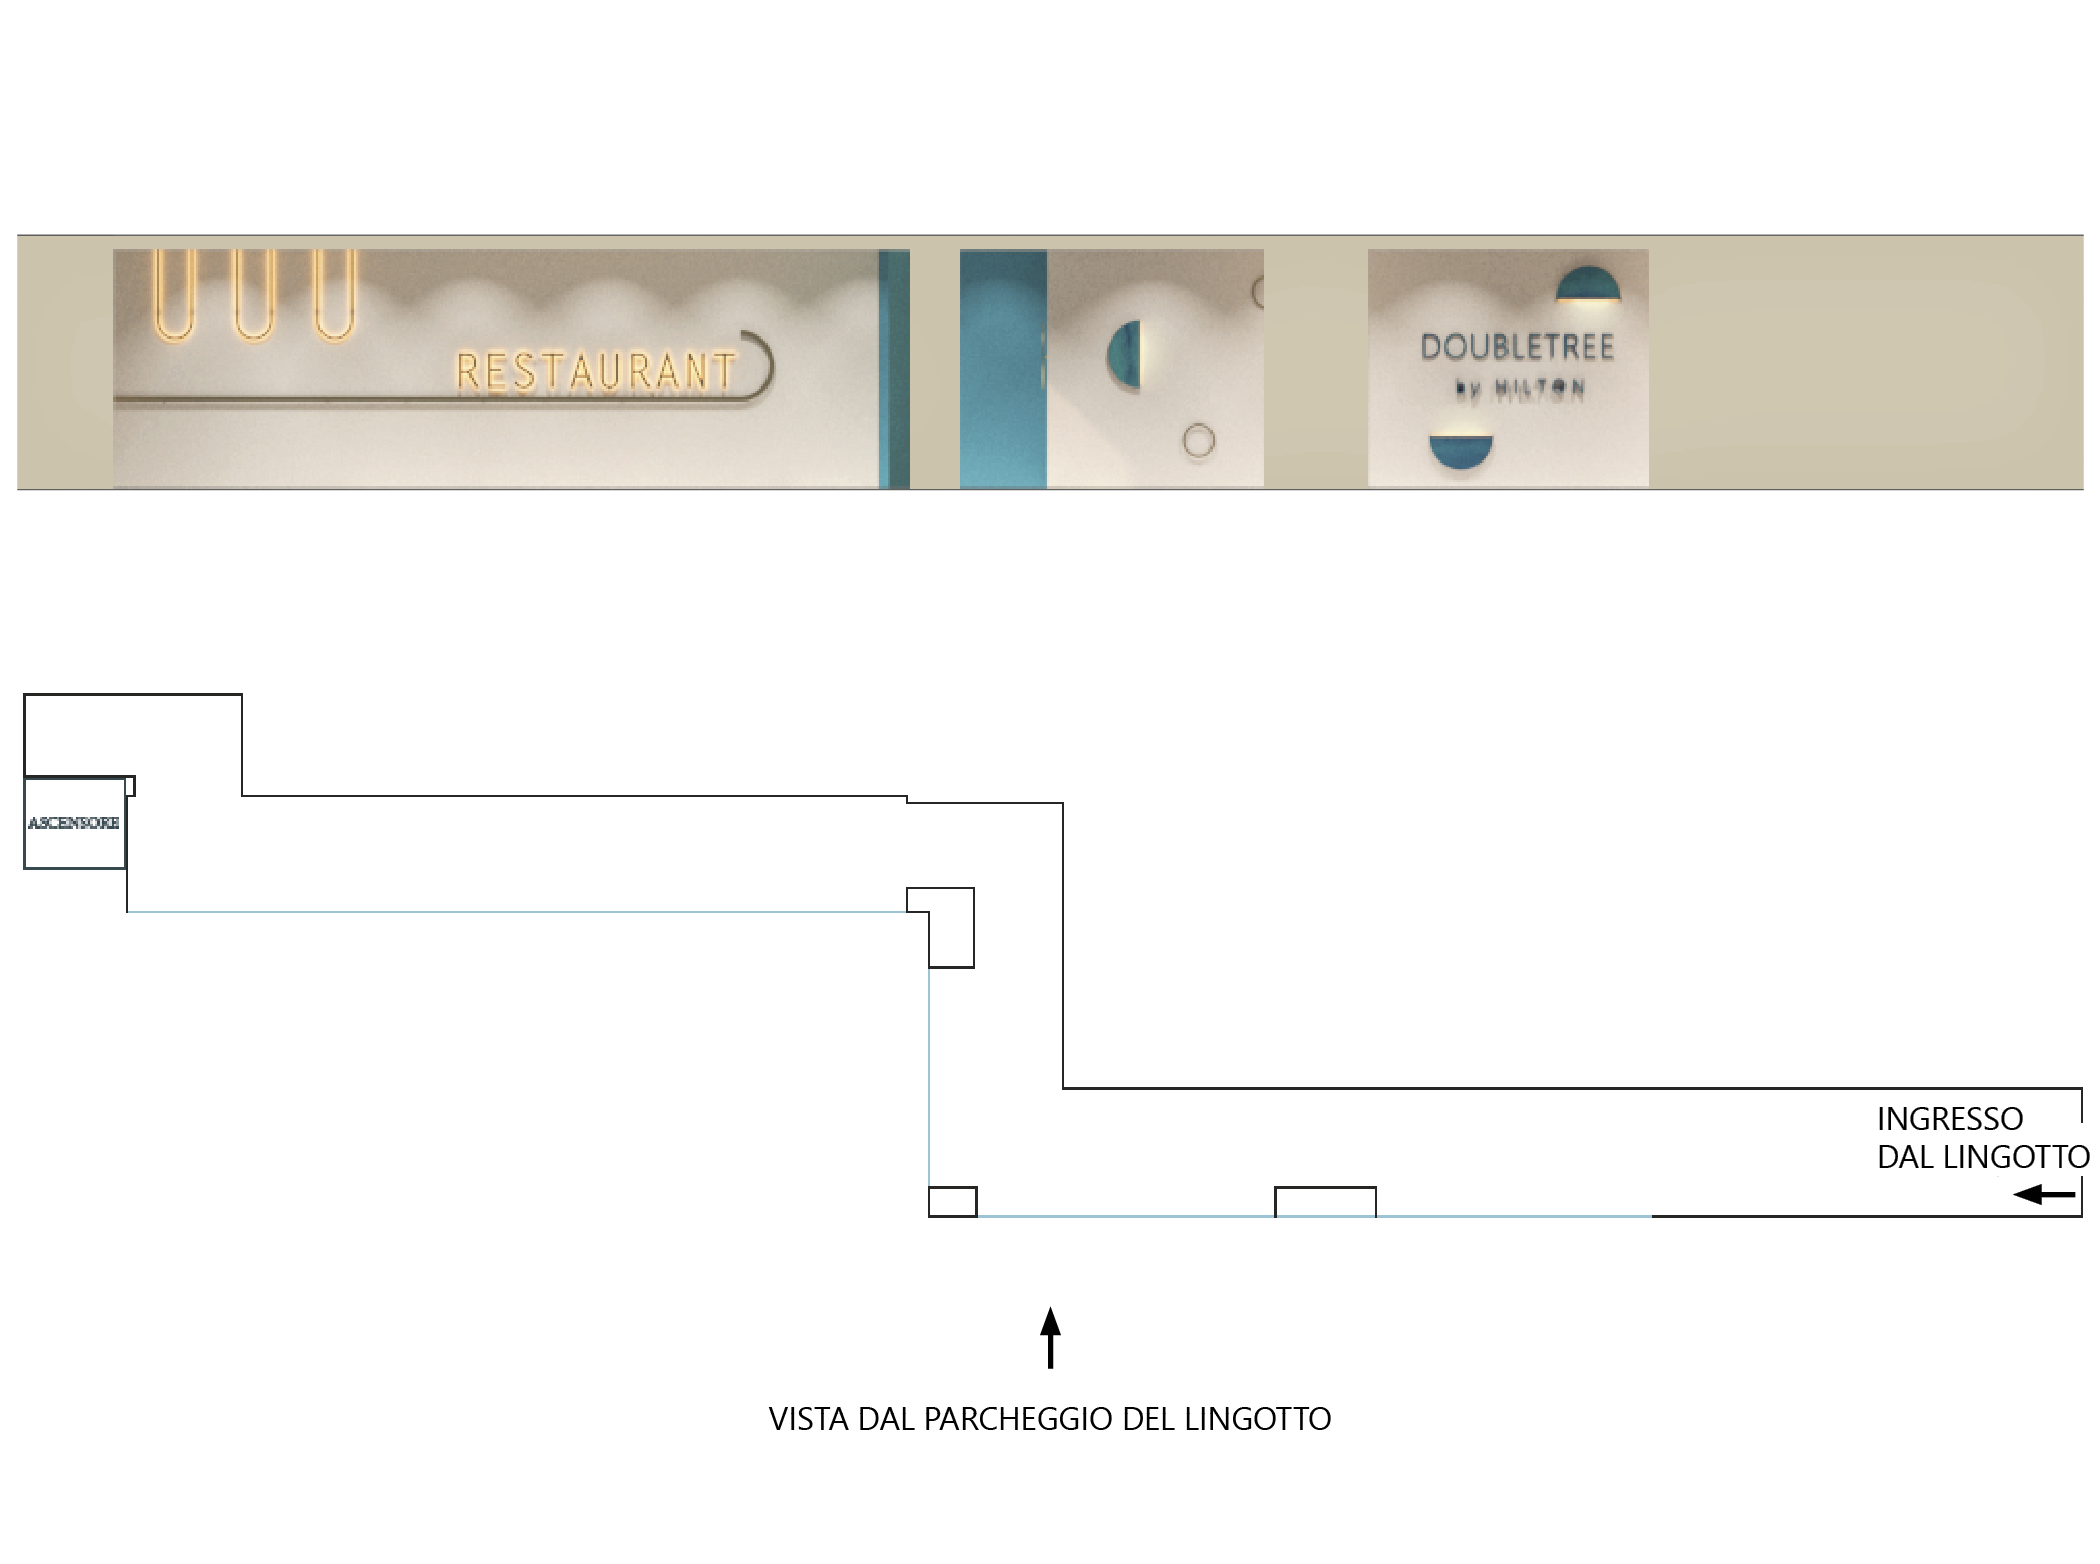 RESTAURANT
DOUBLETREE
by HILTON
ASCENSORE
INGRESSO
DAL LINGOTTO
VISTA DAL PARCHEGGIO DEL LINGOTTO